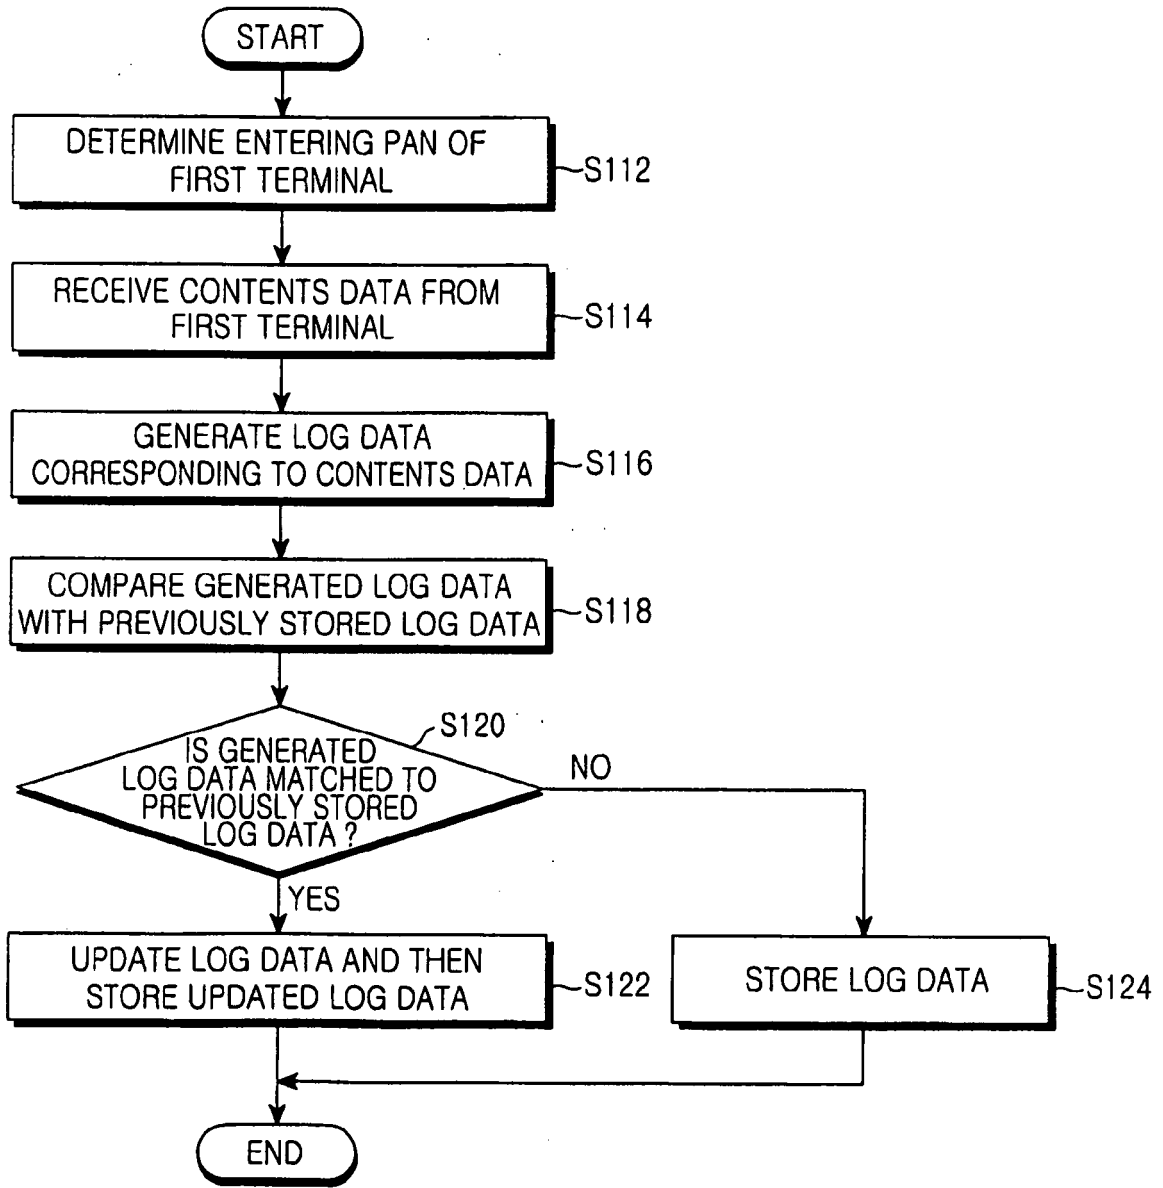 START
DETERMINE ENTERING PAN OF
FIRST TERMINAL
S112
RECEIVE CONTENTS DATA FROM
FIRST TERMINAL
S114
GENERATE LOG DATA
CORRESPONDING TO CONTENTS DATA
S116
COMPARE GENERATED LOG DATA
WITH PREVIOUSLY STORED LOG DATA
S118
S120
IS GENERATED
LOG DATA MATCHED TO
PREVIOUSLY STORED
LOG DATA ?
NO
YES
UPDATE LOG DATA AND THEN
STORE UPDATED LOG DATA
S122
STORE LOG DATA
S124
END